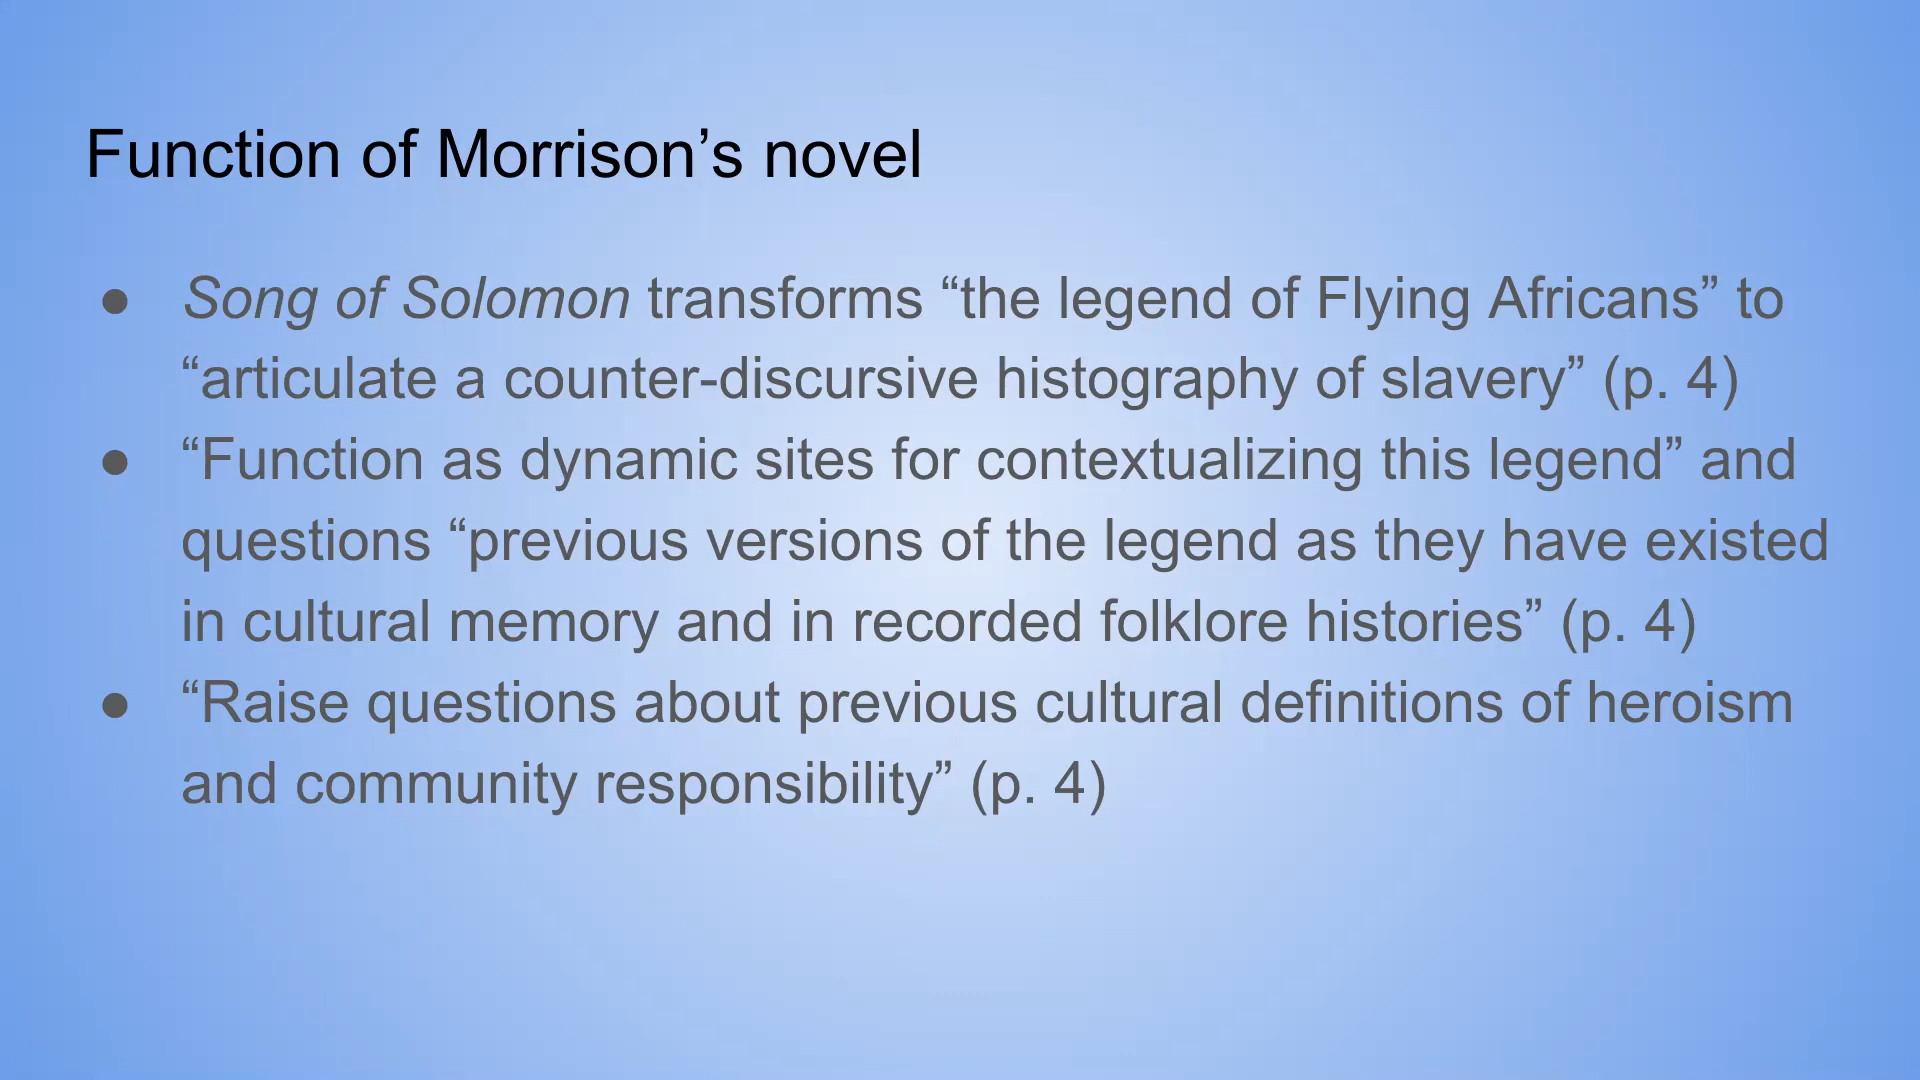 Function of Morrison’s novel
● Song of Solomon transforms “the legend of Flying Africans” to
“articulate a counter-discursive histography of slavery” (p. 4)
● “Function as dynamic sites for contextualizing this legend” and
questions “previous versions of the legend as they have existed
in cultural memory and in recorded folklore histories” (p. 4)
● “Raise questions about previous cultural definitions of heroism
and community responsibility” (p. 4)